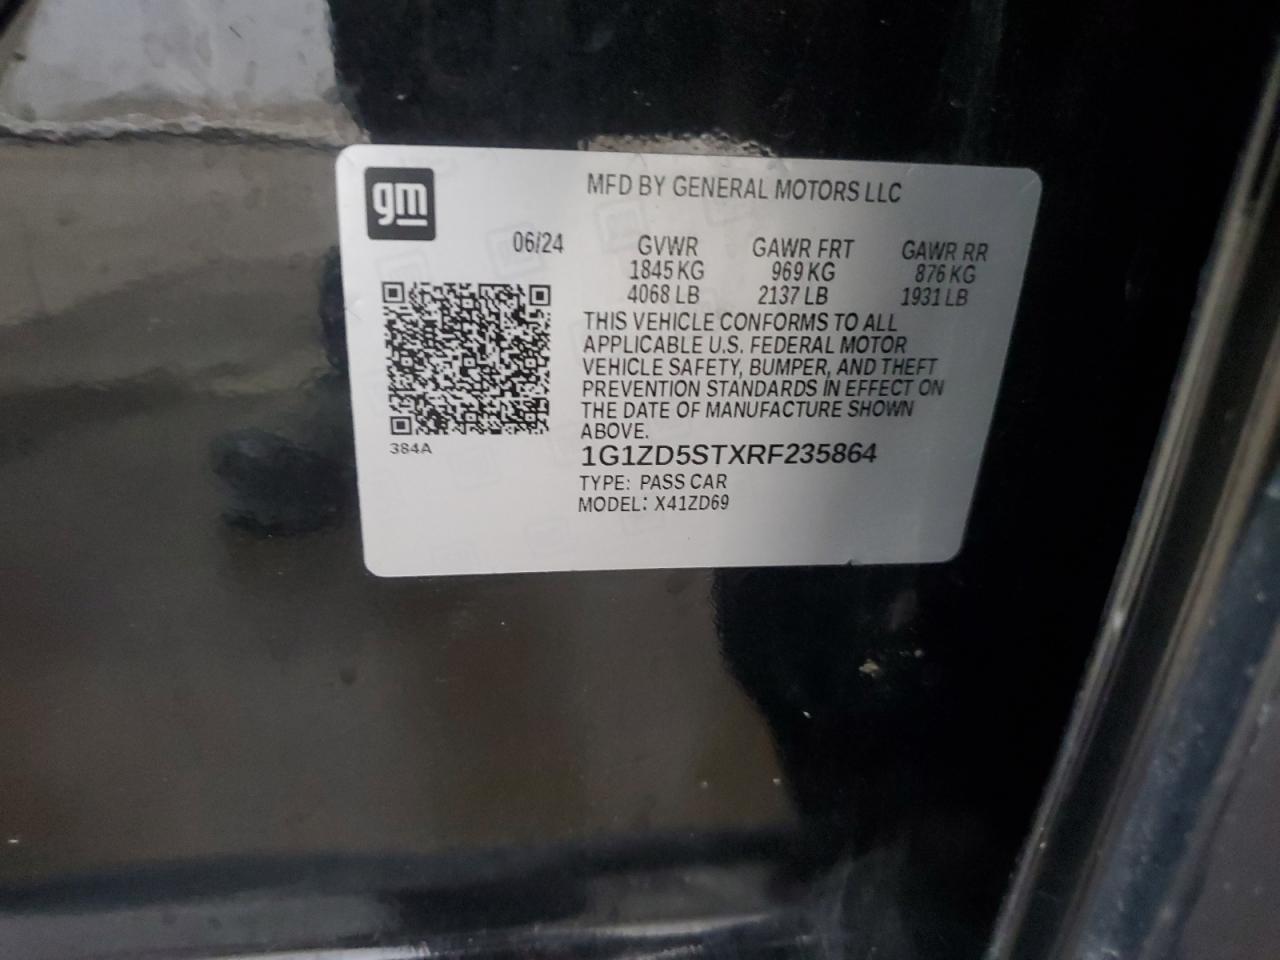 gm
MFD BY GENERAL MOTORS LLC
06/24 GVWR GAWR FRT GAWR RR
1845 KG 969 KG 876 KG
4068 LB 2137 LB 1931 LB
THIS VEHICLE CONFORMS TO ALL
APPLICABLE U.S. FEDERAL MOTOR
VEHICLE SAFETY, BUMPER, AND THEFT
PREVENTION STANDARDS IN EFFECT ON
THE DATE OF MANUFACTURE SHOWN
ABOVE.
384A
1G1ZD5STXRF235864
TYPE: PASS CAR
MODEL: X41ZD69